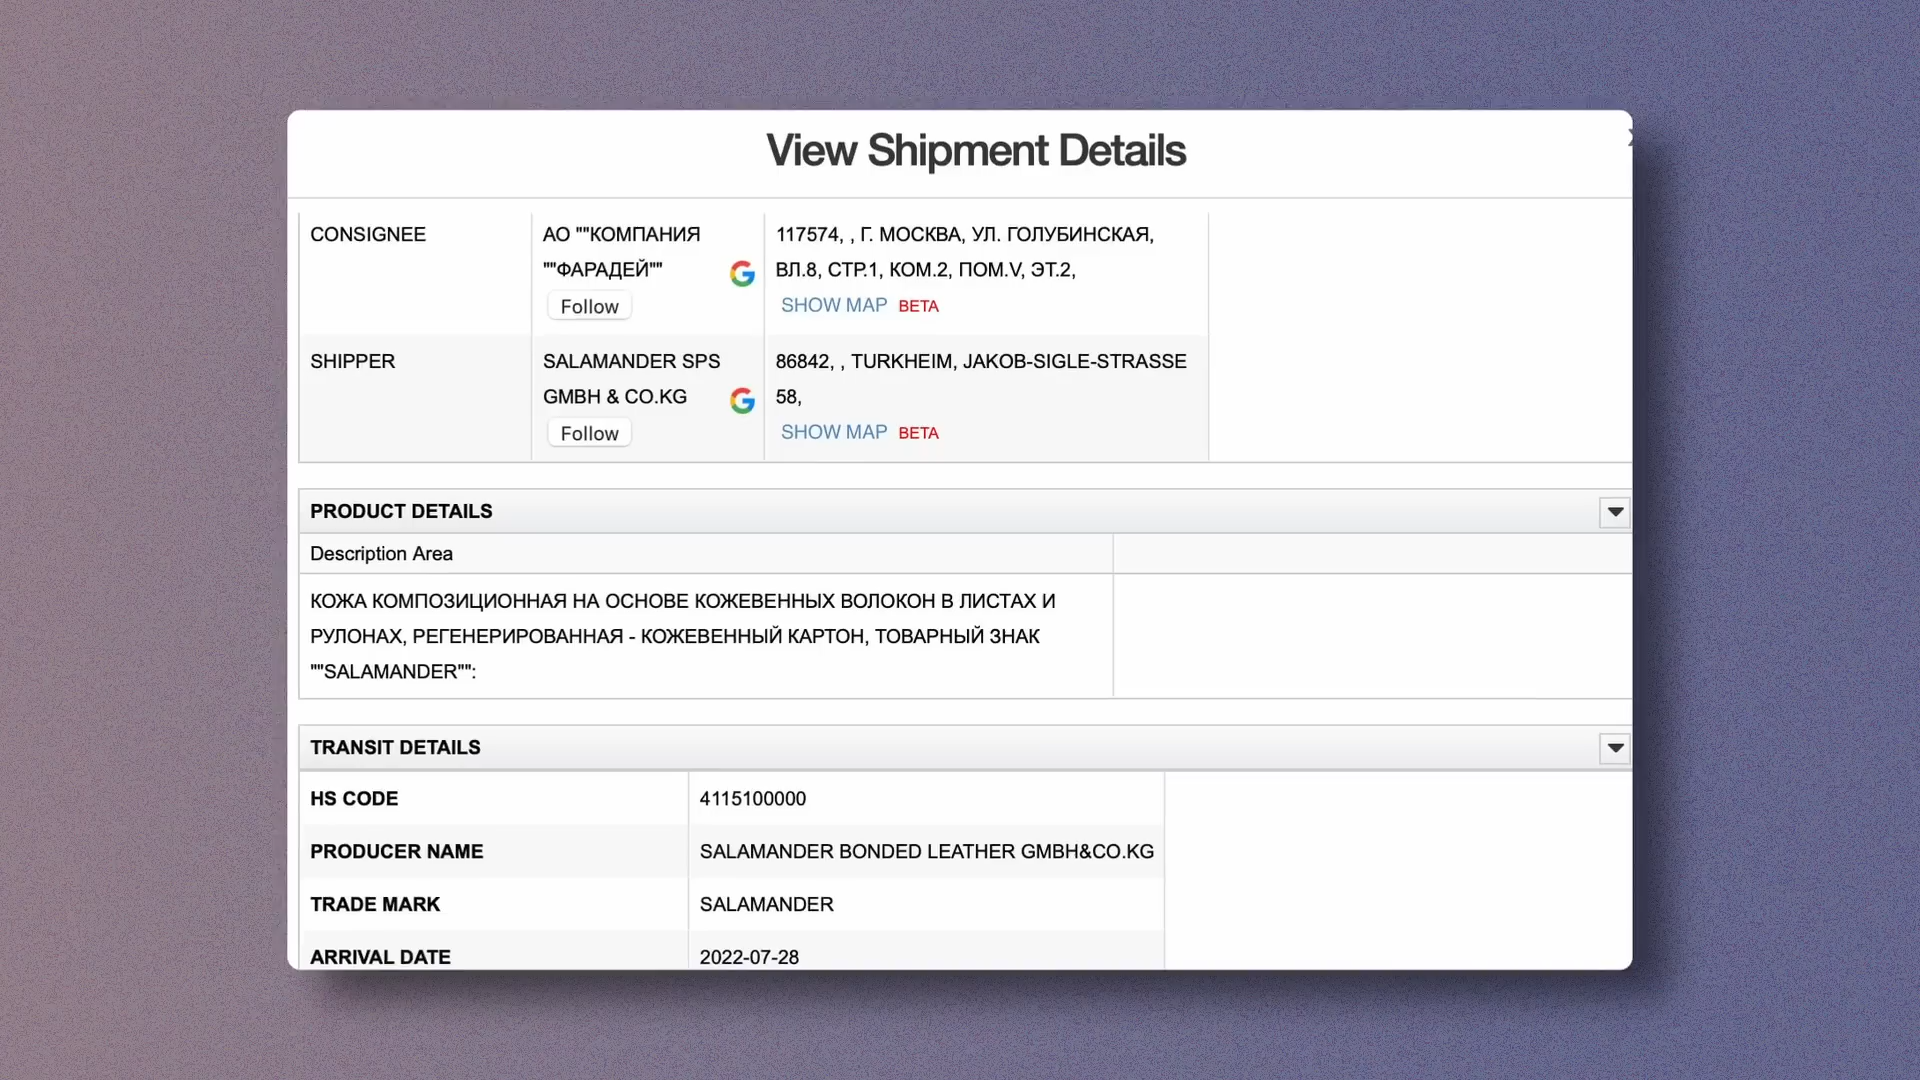 View Shipment Details
CONSIGNEE
АО ""КОМПАНИЯ
""ФАРАДЕЙ""
Follow
117574, , Г. МОСКВА, УЛ. ГОЛУБИНСКАЯ,
ВЛ.8, СТР.1, КОМ.2, ПОМ.V, ЭТ.2,
SHOW MAP BETA
SHIPPER
SALAMANDER SPS
GMBH & CO.KG
Follow
86842, , TURKHEIM, JAKOB-SIGLE-STRASSE
58,
SHOW MAP BETA
PRODUCT DETAILS
Description Area
КОЖА КОМПОЗИЦИОННАЯ НА ОСНОВЕ КОЖЕВЕННЫХ ВОЛОКОН В ЛИСТАХ И
РУЛОНАХ, РЕГЕНЕРИРОВАННАЯ - КОЖЕВЕННЫЙ КАРТОН, ТОВАРНЫЙ ЗНАК
""SALAMANDER"":
TRANSIT DETAILS
HS CODE 4115100000
PRODUCER NAME SALAMANDER BONDED LEATHER GMBH&CO.KG
TRADE MARK SALAMANDER
ARRIVAL DATE 2022-07-28